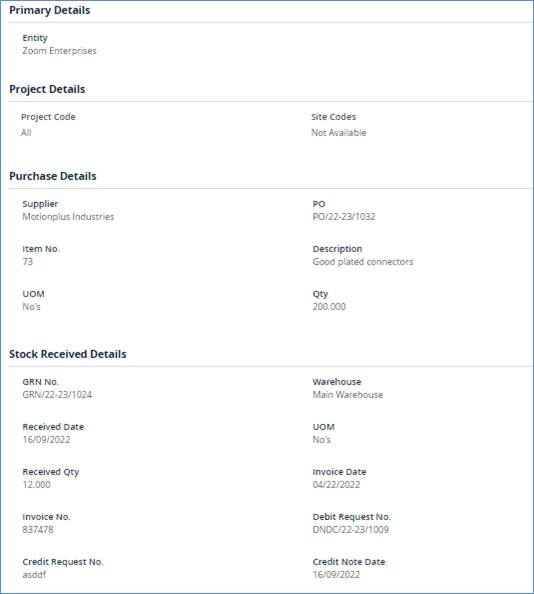 Primary Details
Entity
Zoom Enterprises
Project Details
Project Code
Site Codes
All
Not Available
Purchase Details
Supplier
PO
Motionplus Industries
PO/22-23/1032
Item No.
Description
73
Good plated connectors
UOM
Qty
No's
200.000
Stock Received Details
GRN No.
Warehouse
GRN/22-23/1024
Main Warehouse
Received Date
UOM
16/09/2022
No's
Received Qty
Invoice Date
12.000
04/22/2022
Invoice No.
Debit Request No.
837478
DNDC/22-23/1009
Credit Request No.
Credit Note Date
asddf
16/09/2022